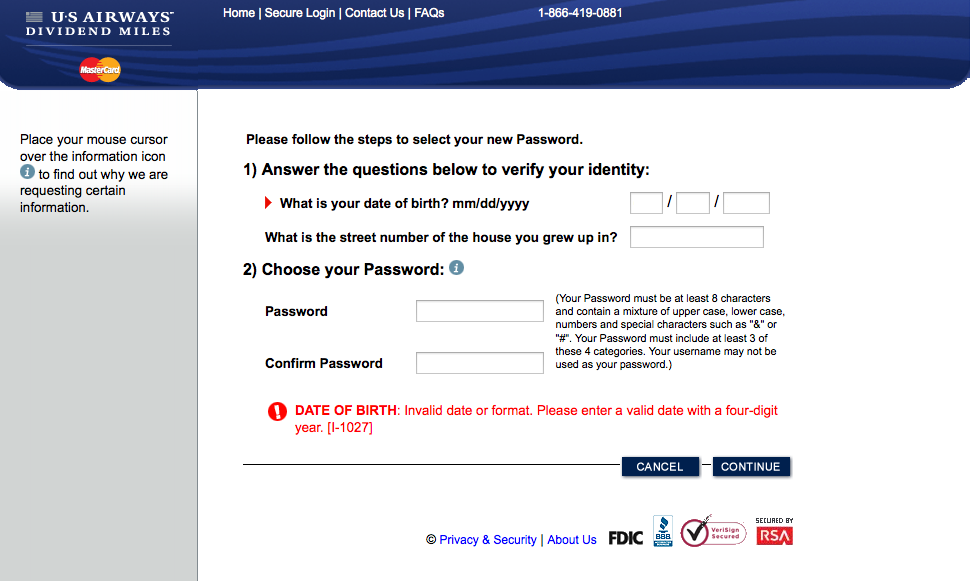 U·S AIRWAYS
DIVIDEND MILES
MasterCard
Home | Secure Login | Contact Us | FAQs
1-866-419-0881
Place your mouse cursor
over the information icon
i to find out why we are
requesting certain
information.
Please follow the steps to select your new Password.
1) Answer the questions below to verify your identity:
What is your date of birth? mm/dd/yyyy / /
What is the street number of the house you grew up in?
2) Choose your Password: i
Password
(Your Password must be at least 8 characters
and contain a mixture of upper case, lower case,
numbers and special characters such as "&" or
"#". Your Password must include at least 3 of
these 4 categories. Your username may not be
used as your password.)
Confirm Password
! DATE OF BIRTH: Invalid date or format. Please enter a valid date with a four-digit
year. [I-1027]
CANCEL CONTINUE
© Privacy & Security | About Us
FDIC
BBB
VeriSign
Secured
SECURED BY
RSA